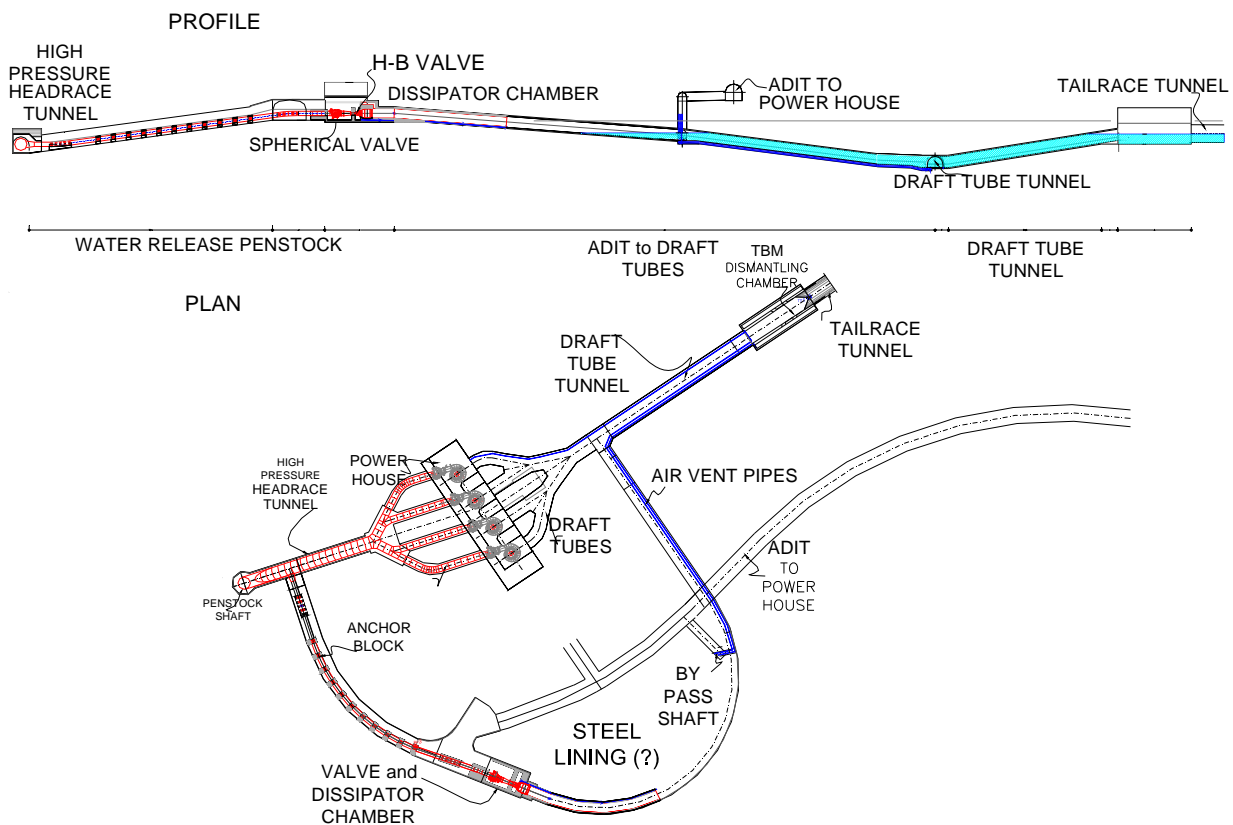 PROFILE
HIGH
PRESSURE
HEADRACE
TUNNEL
H-B VALVE
DISSIPATOR CHAMBER
SPHERICAL VALVE
ADIT TO
POWER HOUSE
TAILRACE TUNNEL
DRAFT TUBE TUNNEL
WATER RELEASE PENSTOCK
ADIT to DRAFT
TUBES
DRAFT TUBE
TUNNEL
PLAN
TBM
DISMANTLING
CHAMBER
TAILRACE
TUNNEL
DRAFT
TUBE
TUNNEL
POWER
HOUSE
HIGH
PRESSURE
HEADRACE
TUNNEL
AIR VENT PIPES
DRAFT
TUBES
ADIT
TO
POWER
HOUSE
PENSTOCK
SHAFT
ANCHOR
BLOCK
BY
PASS
SHAFT
STEEL
LINING (?)
VALVE and
DISSIPATOR
CHAMBER